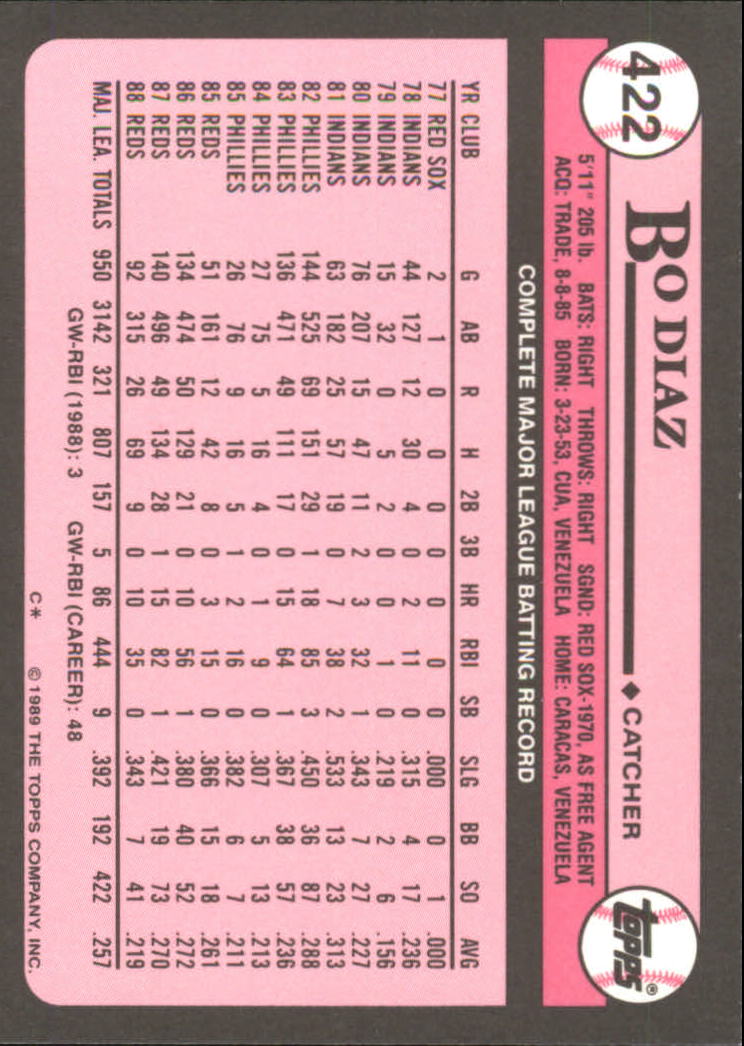 422
BO DIAZ ◆ CATCHER
topps®
5'11" 205 lb. BATS: RIGHT THROWS: RIGHT SGND: RED SOX-1970, AS FREE AGENT
ACQ: TRADE, 8-8-85 BORN: 3-23-53, CUA, VENEZUELA HOME: CARACAS, VENEZUELA
COMPLETE MAJOR LEAGUE BATTING RECORD
YR CLUB G AB R H 2B 3B HR RBI SB SLG BB SO AVG
77 RED SOX 2 1 0 0 0 0 0 0 0 .000 0 1 .000
78 INDIANS 44 127 12 30 4 0 2 11 0 .315 4 17 .236
79 INDIANS 15 32 0 5 2 0 0 1 0 .219 2 6 .156
80 INDIANS 76 207 15 47 11 2 3 32 1 .343 7 27 .227
81 INDIANS 63 182 25 57 19 0 7 38 2 .533 13 23 .313
82 PHILLIES 144 525 69 151 29 1 18 85 3 .450 36 87 .288
83 PHILLIES 136 471 49 111 17 0 15 64 1 .367 38 57 .236
84 PHILLIES 27 75 5 16 4 0 1 9 0 .307 5 13 .213
85 PHILLIES 26 76 9 16 5 1 2 16 0 .382 6 7 .211
85 REDS 51 161 12 42 8 0 3 15 0 .366 15 18 .261
86 REDS 134 474 50 129 21 0 10 56 1 .380 40 52 .272
87 REDS 140 496 49 134 28 1 15 82 1 .421 19 73 .270
88 REDS 92 315 26 69 9 0 10 35 0 .343 7 41 .219
MAJ. LEA. TOTALS 950 3142 321 807 157 5 86 444 9 .392 192 422 .257
GW-RBI (1988): 3 GW-RBI (CAREER): 48
C* © 1989 THE TOPPS COMPANY, INC.